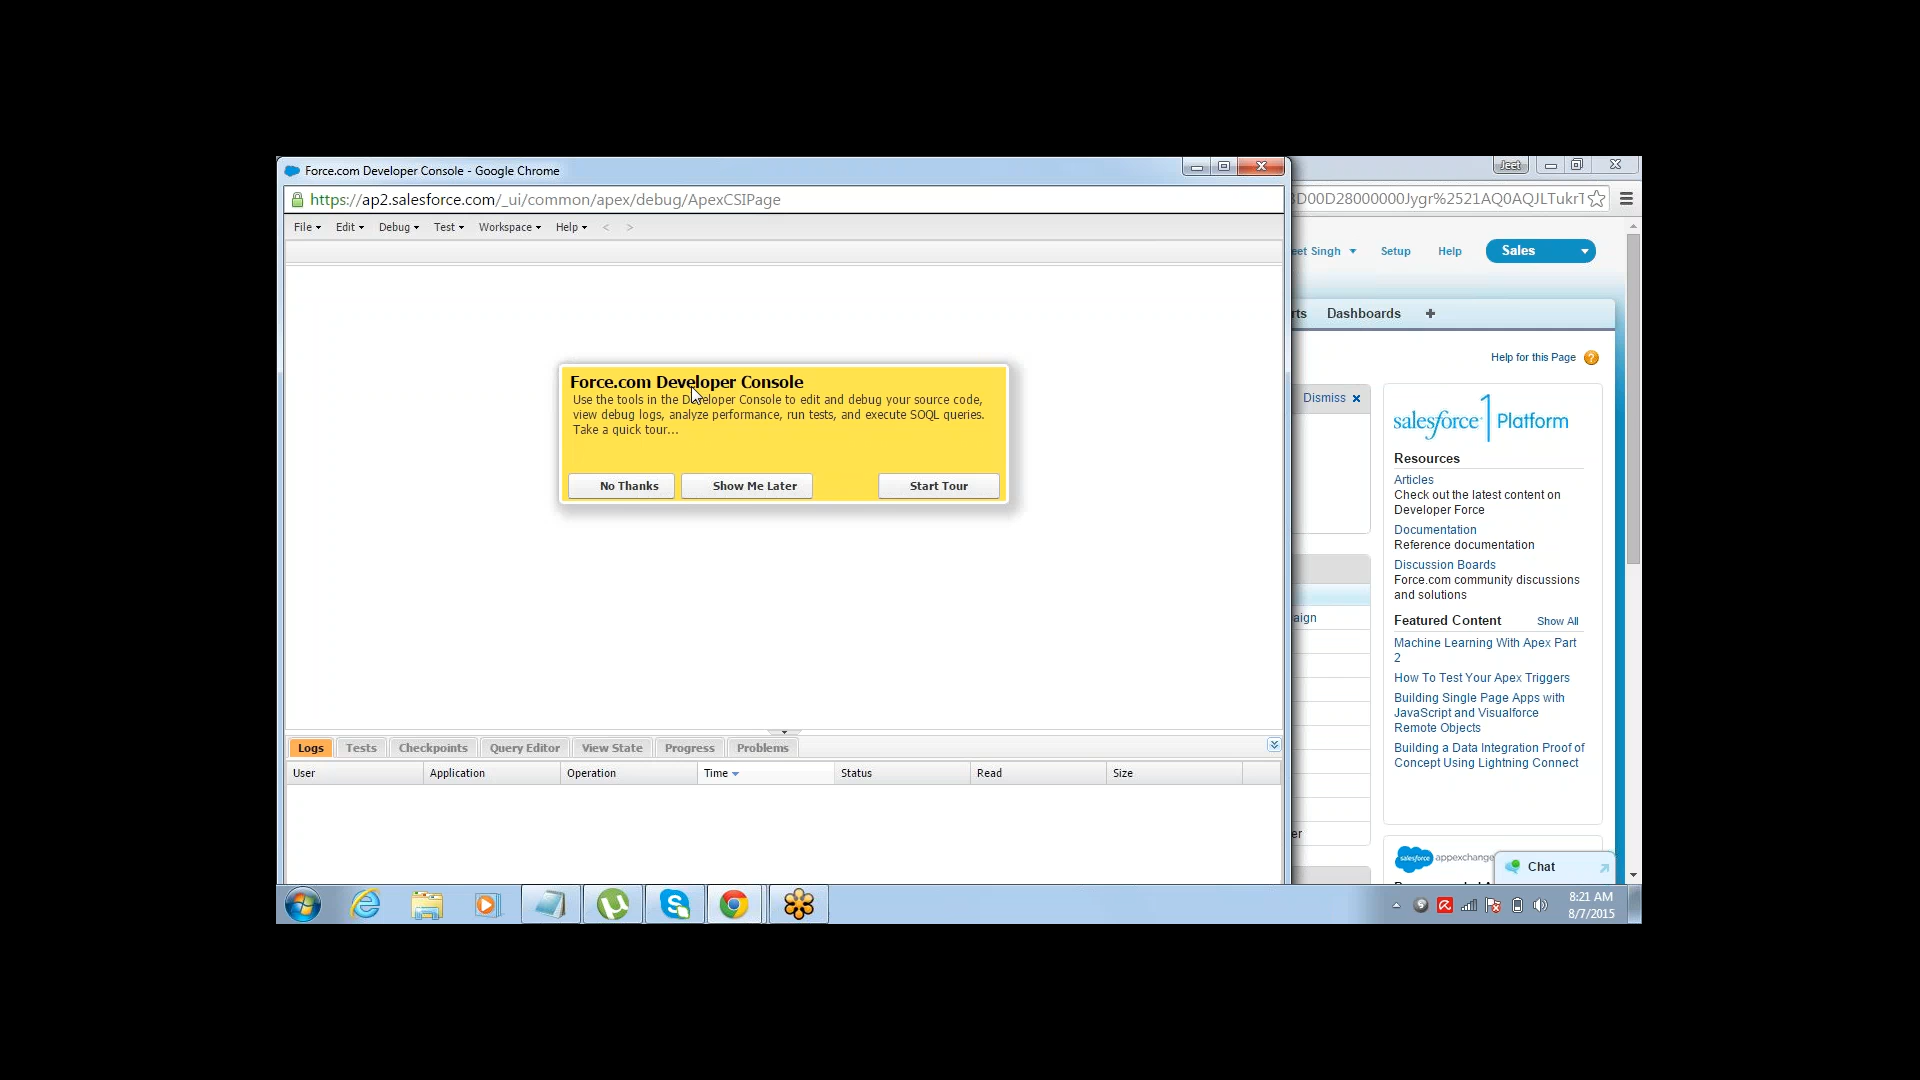 Force.com Developer Console - Google Chrome
Jeet
https://ap2.salesforce.com/_ui/common/apex/debug/ApexCSIPage
D00D28000000Jygr%2521AQ0AQJLTukr1
File Edit Debug Test Workspace Help < >
eet Singh Setup Help Sales
rts Dashboards +
Help for this Page
Force.com Developer Console
Use the tools in the Developer Console to edit and debug your source code,
view debug logs, analyze performance, run tests, and execute SOQL queries.
Take a quick tour...
No Thanks Show Me Later Start Tour
Dismiss
salesforce1 Platform
Resources
Articles
Check out the latest content on
Developer Force
Documentation
Reference documentation
Discussion Boards
Force.com community discussions
and solutions
aign
Featured Content Show All
Machine Learning With Apex Part
2
How To Test Your Apex Triggers
Building Single Page Apps with
JavaScript and Visualforce
Remote Objects
Building a Data Integration Proof of
Concept Using Lightning Connect
er
salesforce appexchange
Chat
Logs Tests Checkpoints Query Editor View State Progress Problems
User Application Operation Time Status Read Size
8:21 AM
8/7/2015